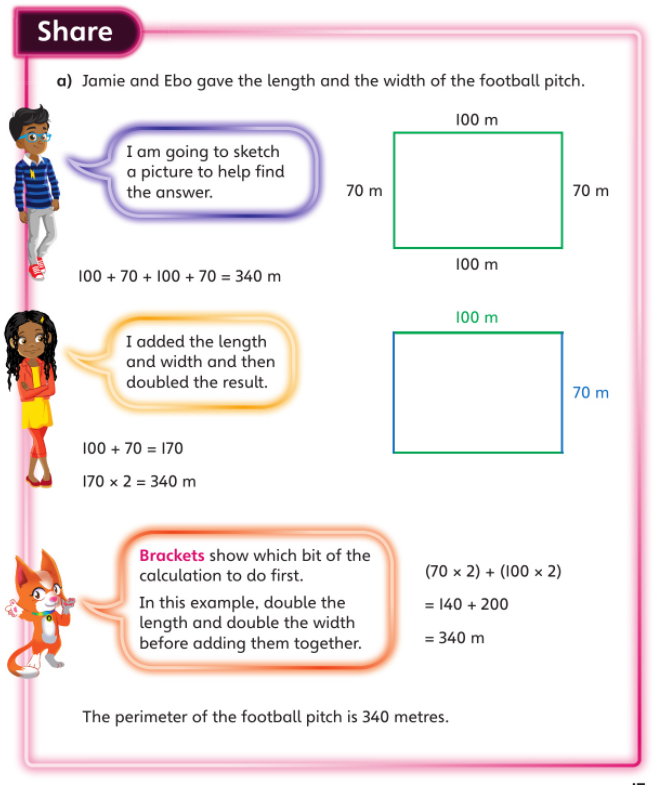 Share
a) Jamie and Ebo gave the length and the width of the football pitch.
I am going to sketch
a picture to help find
the answer.
100 m
70 m
70 m
100 m
100 + 70 + 100 + 70 = 340 m
I added the length
and width and then
doubled the result.
100 m
70 m
100 + 70 = 170
170 × 2 = 340 m
Brackets show which bit of the
calculation to do first.
In this example, double the
length and double the width
before adding them together.
(70 × 2) + (100 × 2)
= 140 + 200
= 340 m
The perimeter of the football pitch is 340 metres.